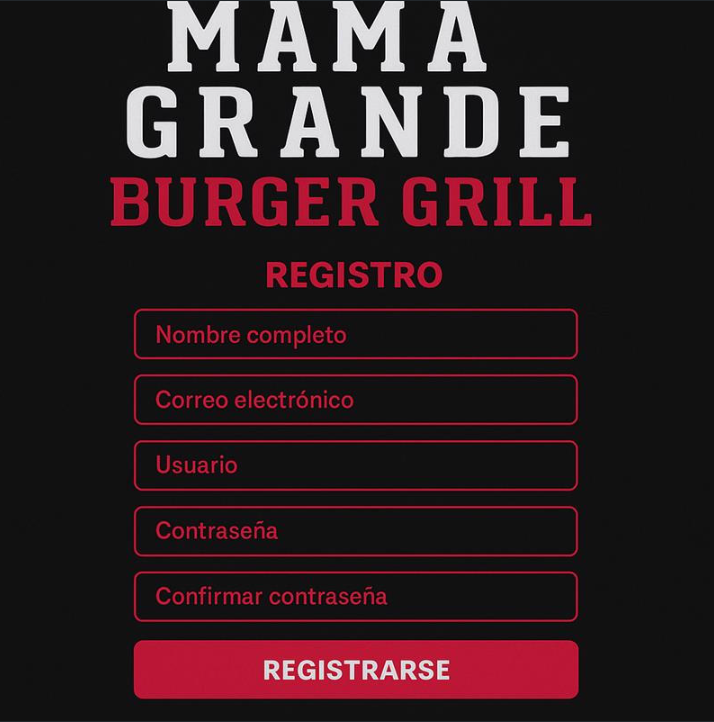 MAMA
GRANDE
BURGER GRILL
REGISTRO
Nombre completo
Correo electrónico
Usuario
Contraseña
Confirmar contraseña
REGISTRARSE